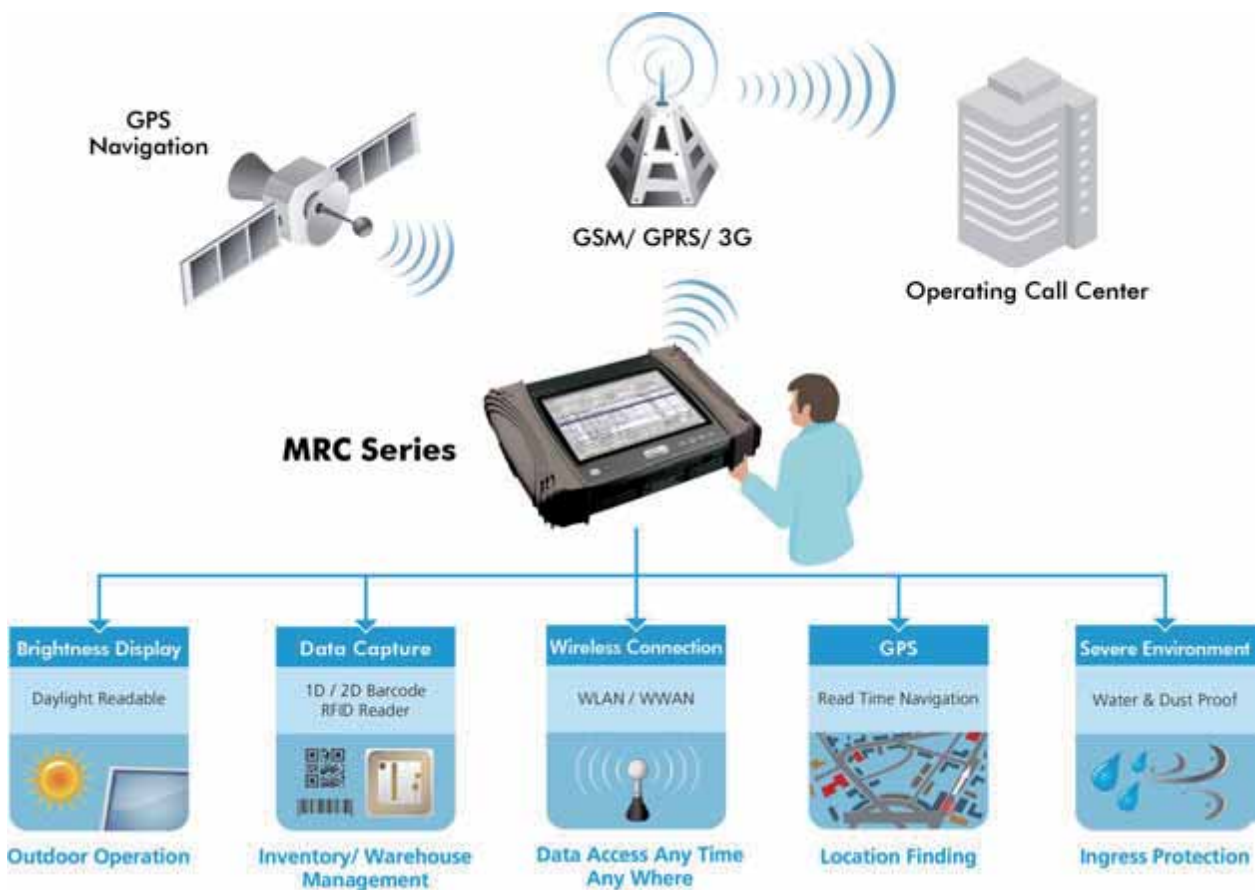 GPS
Navigation
GSM/ GPRS/ 3G
Operating Call Center
MRC Series
Brightness Display
Daylight Readable
Outdoor Operation
Data Capture
1D / 2D Barcode
RFID Reader
Inventory/ Warehouse
Management
Wireless Connection
WLAN / WWAN
Data Access Any Time
Any Where
GPS
Read Time Navigation
Location Finding
Severe Environment
Water & Dust Proof
Ingress Protection